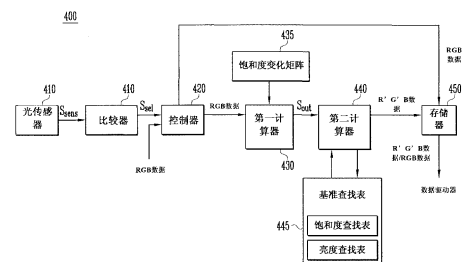 400
RGB
数据
435
饱和度变化矩阵
410
410
420
440
450
光传感
器
Ssens
比较器
Ssel
控制器
RGB数据
第一计
算器
Sout
第二计
算器
R'G'B数
据
存储
器
430
RGB数据
R'G'B数
据/RGB数据
数据驱动器
445
基准查找表
饱和度查找表
亮度查找表